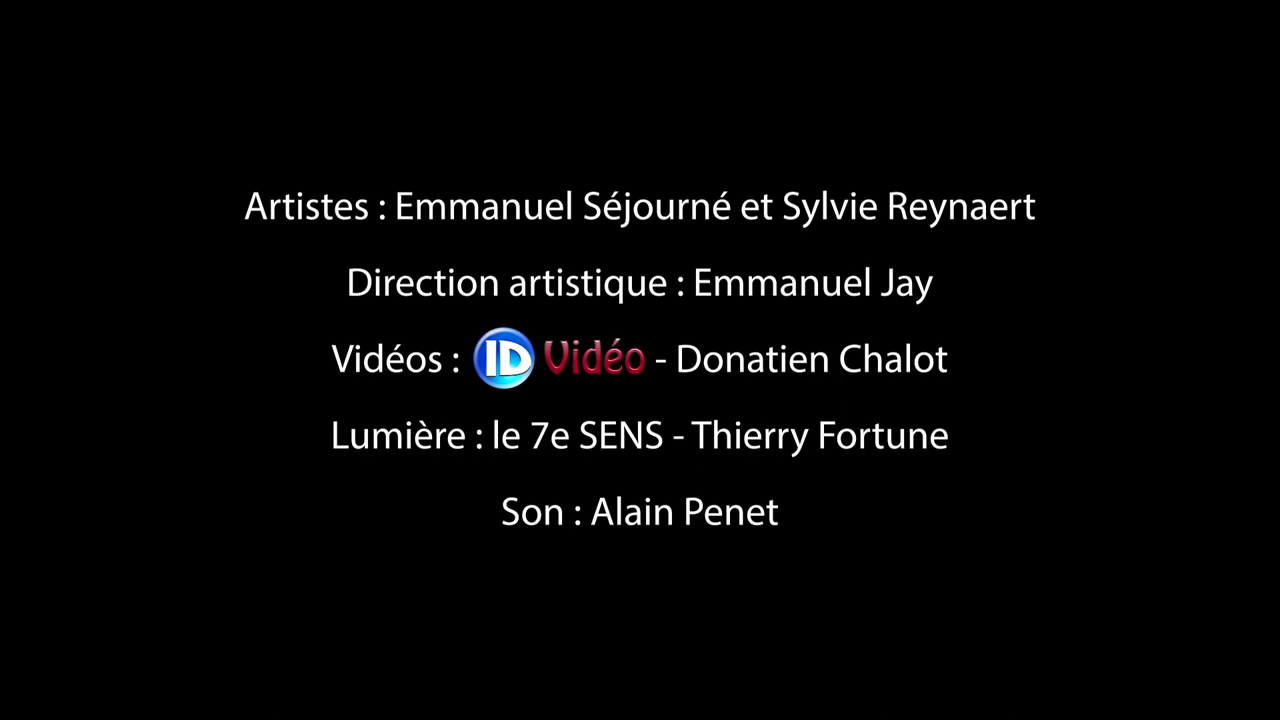 Artistes : Emmanuel Séjourné et Sylvie Reynaert
Direction artistique : Emmanuel Jay
Vidéos : ID Vidéo - Donatien Chalot
Lumière : le 7e SENS - Thierry Fortune
Son : Alain Penet